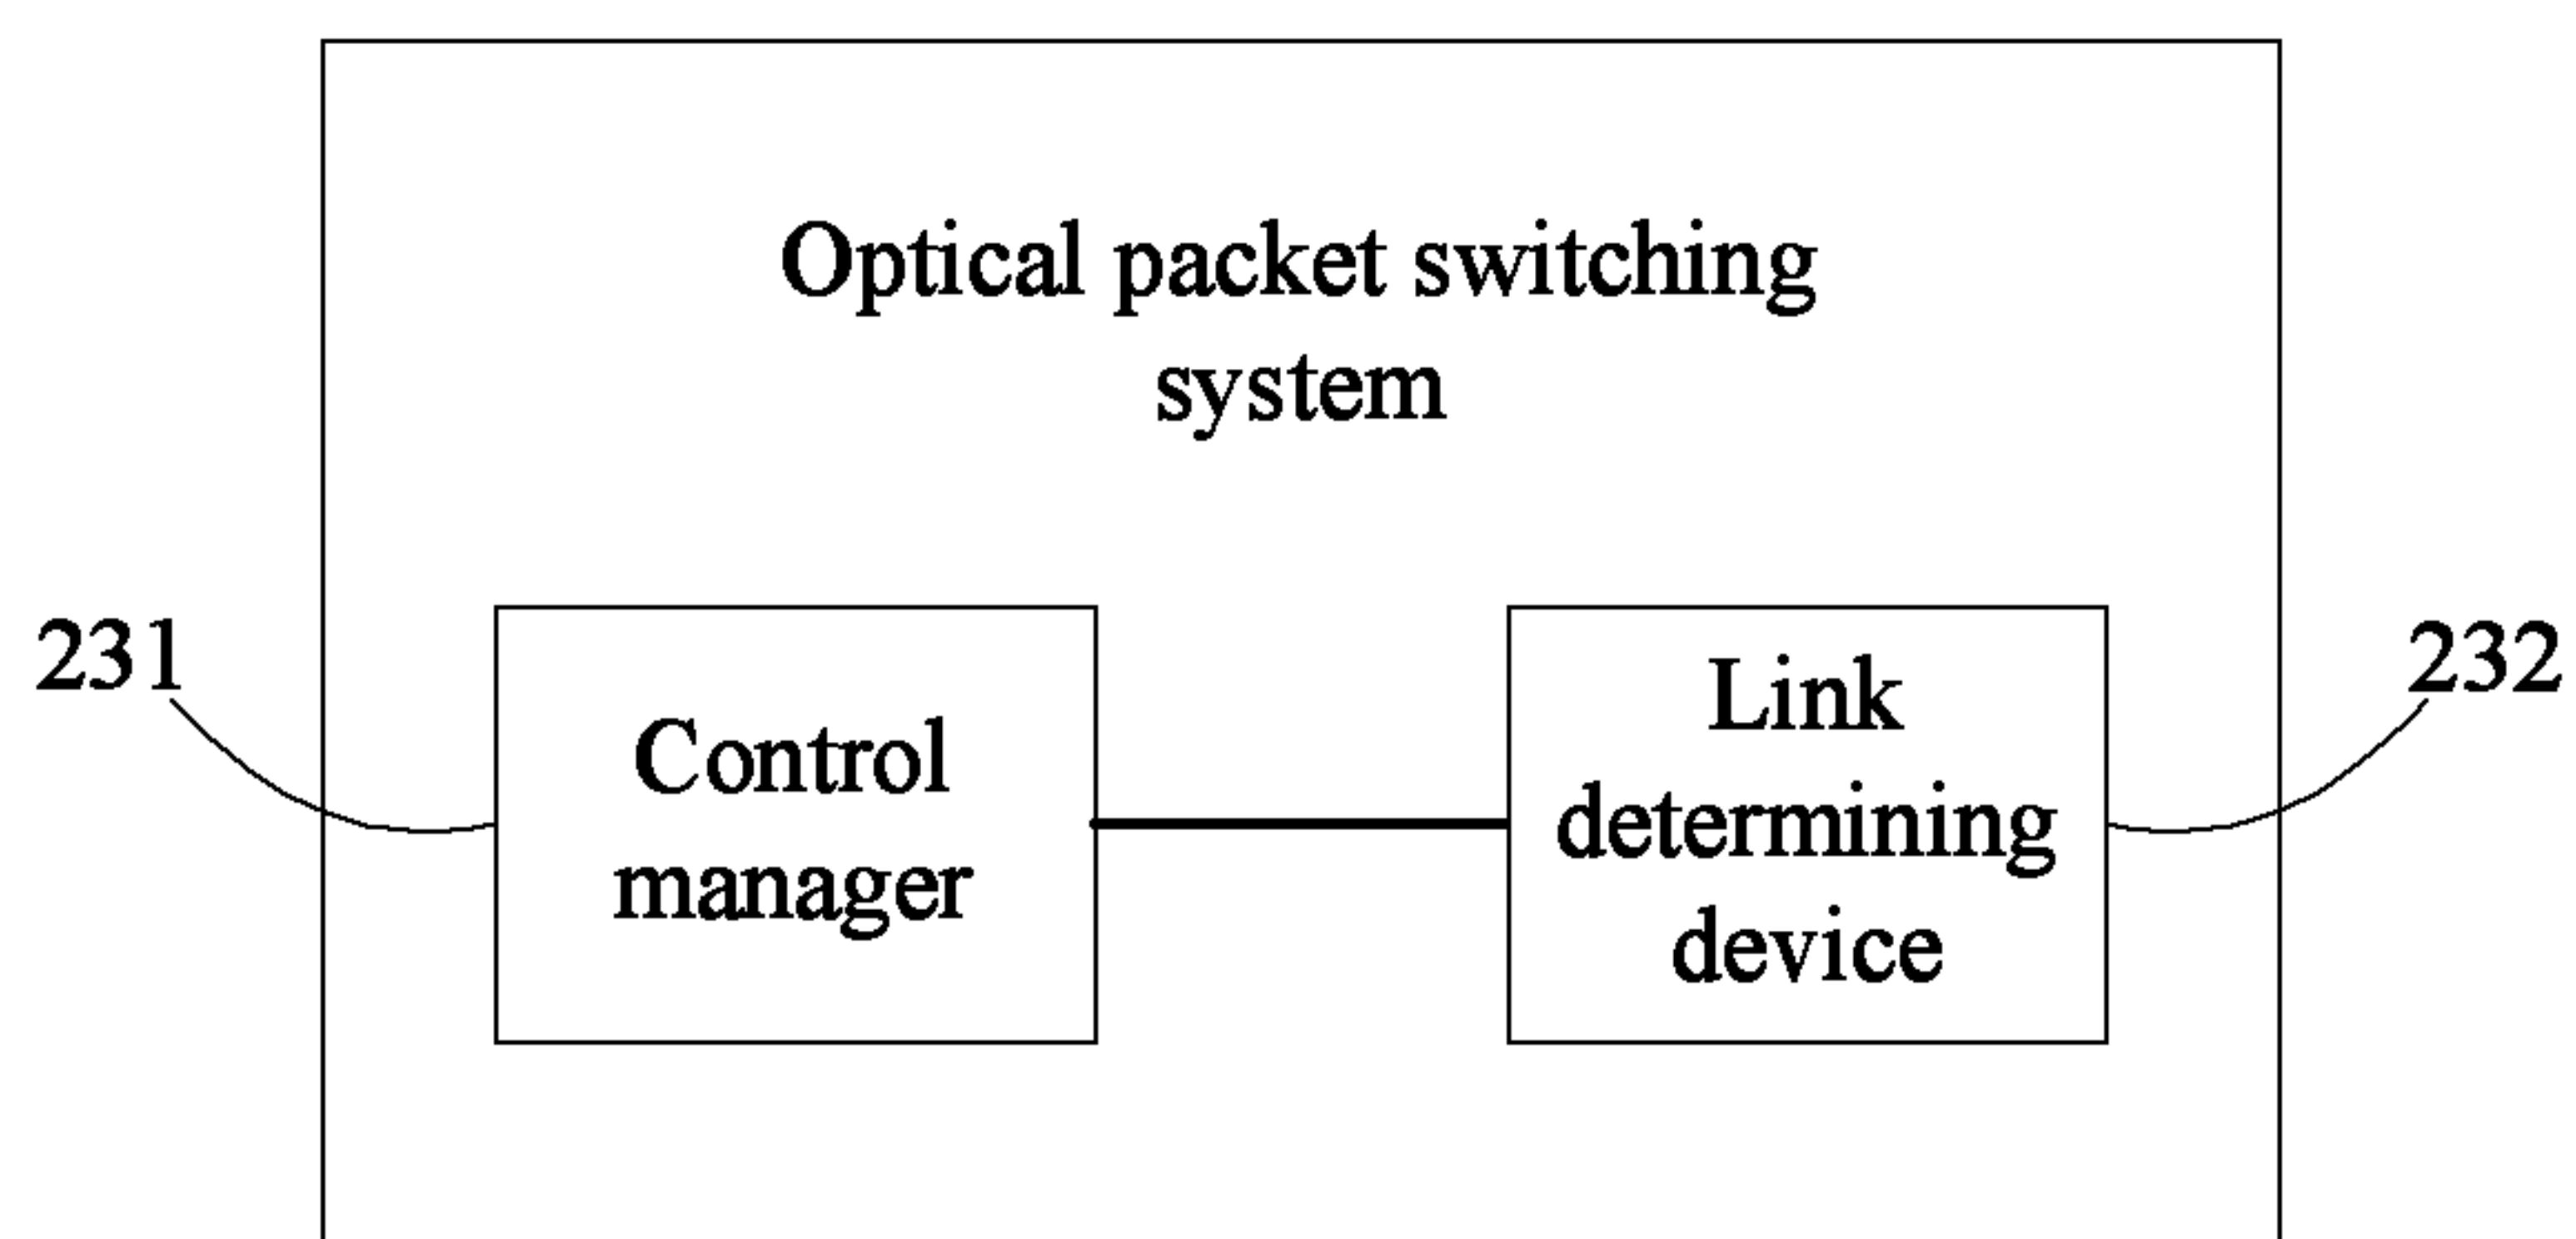 Optical packet switching
system
231
Control
manager
Link
determining
device
232